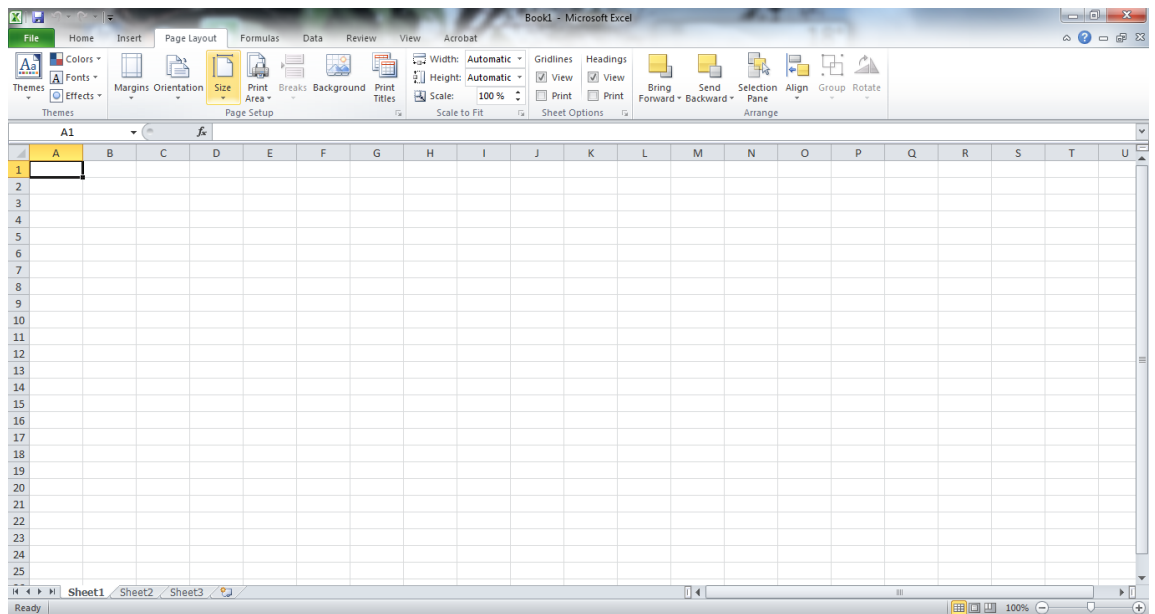 Book1 - Microsoft Excel
File Home Insert Page Layout Formulas Data Review View Acrobat
Themes Colors Fonts Effects
Themes
Margins Orientation Size Print Area Breaks Background Print Titles
Page Setup
Width: Automatic
Height: Automatic
Scale: 100 %
Scale to Fit
Gridlines Headings
View View
Print Print
Sheet Options
Bring Forward Send Backward Selection Pane Align Group Rotate
Arrange
A1 fx
A B C D E F G H I J K L M N O P Q R S T U
1
2
3
4
5
6
7
8
9
10
11
12
13
14
15
16
17
18
19
20
21
22
23
24
25
Sheet1 Sheet2 Sheet3
Ready 100%